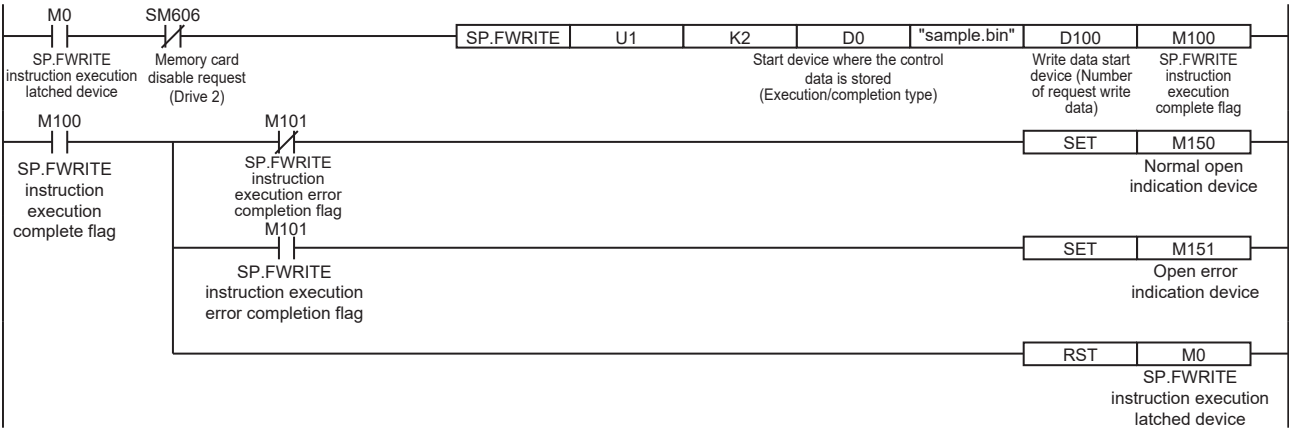 M0 SM606
SP.FWRITE U1 K2 D0 "sample.bin" D100 M100
SP.FWRITE
instruction execution
latched device
Memory card
disable request
(Drive 2)
Start device where the control
data is stored
(Execution/completion type)
Write data start
device (Number
of request write
data)
SP.FWRITE
instruction
execution
complete flag
M100 M101
SET M150
SP.FWRITE
instruction
execution
complete flag
SP.FWRITE
instruction
execution error
completion flag
Normal open
indication device
M101
SET M151
SP.FWRITE
instruction execution
error completion flag
Open error
indication device
RST M0
SP.FWRITE
instruction execution
latched device